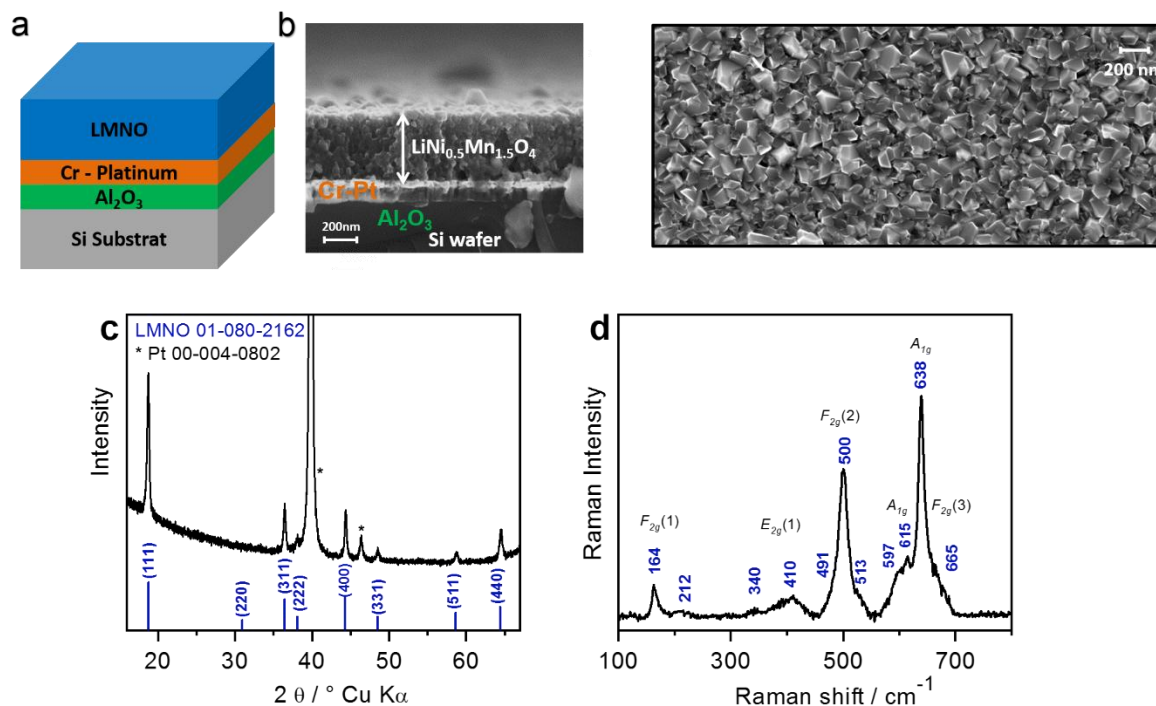 a
LMNO
Cr - Platinum
Al₂O₃
Si Substrat
b
LiNi₀.₅Mn₁.₅O₄
Cr-Pt
Al₂O₃
Si wafer
200nm
200 nm
c
LMNO 01-080-2162
* Pt 00-004-0802
Intensity
*
*
(111)
(220)
(311)
(222)
(400)
(331)
(511)
(440)
20 30 40 50 60
2 θ / ° Cu Kα
d
Raman Intensity
F₂g(1)
164
212
E₂g(1)
340
410
F₂g(2)
500
491
513
A₁g
638
A₁g
597
615
F₂g(3)
665
100 300 500 700
Raman shift / cm⁻¹